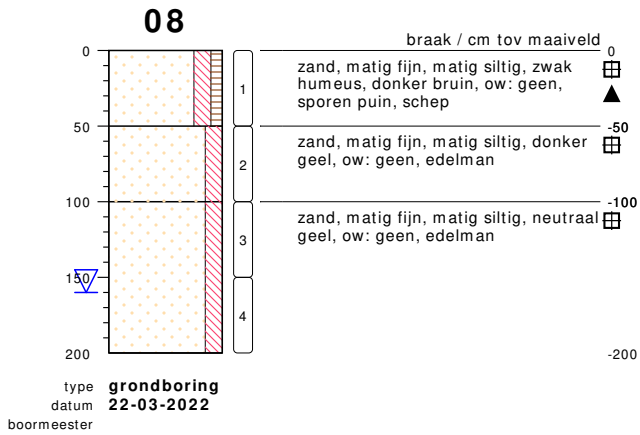 08
braak / cm tov maaiveld
0
0
zand, matig fijn, matig siltig, zwak
humeus, donker bruin, ow: geen,
sporen puin, schep
1
50
-50
zand, matig fijn, matig siltig, donker
geel, ow: geen, edelman
2
100
-100
zand, matig fijn, matig siltig, neutraal
geel, ow: geen, edelman
3
150
4
200
-200
type grondboring
datum 22-03-2022
boormeester